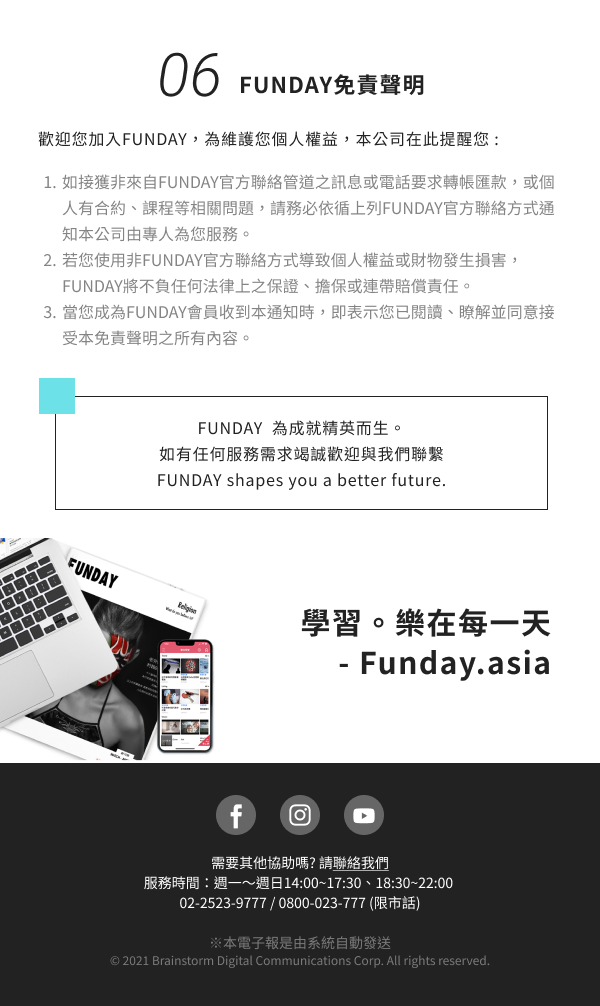 06 FUNDAY免責聲明
歡迎您加入FUNDAY，為維護您個人權益，本公司在此提醒您：
1. 如接獲非來自FUNDAY官方聯絡管道之訊息或電話要求轉帳匯款，或個
人有合約、課程等相關問題，請務必依循上列FUNDAY官方聯絡方式通
知本公司由專人為您服務。
2. 若您使用非FUNDAY官方聯絡方式導致個人權益或財物發生損害，
FUNDAY將不負任何法律上之保證、擔保或連帶賠償責任。
3. 當您成為FUNDAY會員收到本通知時，即表示您已閱讀、瞭解並同意接
受本免責聲明之所有內容。
FUNDAY 為成就精英而生。
如有任何服務需求竭誠歡迎與我們聯繫
FUNDAY shapes you a better future.
FUNDAY
Religion
學習。樂在每一天
- Funday.asia
需要其他協助嗎? 請聯絡我們
服務時間：週一～週日14:00~17:30、18:30~22:00
02-2523-9777 / 0800-023-777 (限市話)
※本電子報是由系統自動發送
© 2021 Brainstorm Digital Communications Corp. All rights reserved.